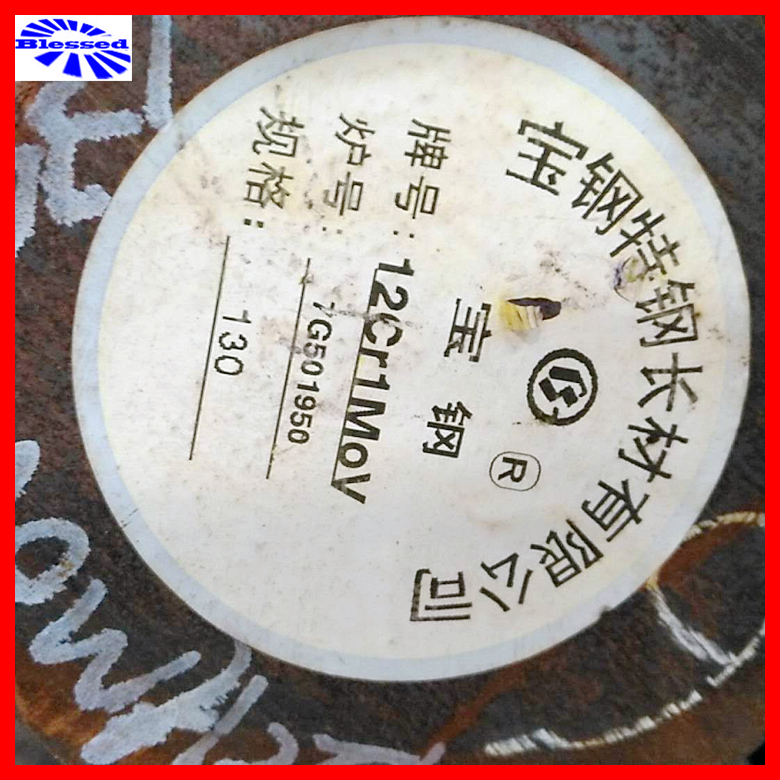 Blessed
宝钢特钢长材有限公司
R
宝钢
牌号：12Cr1MoV
炉号：7G501950
规格：130